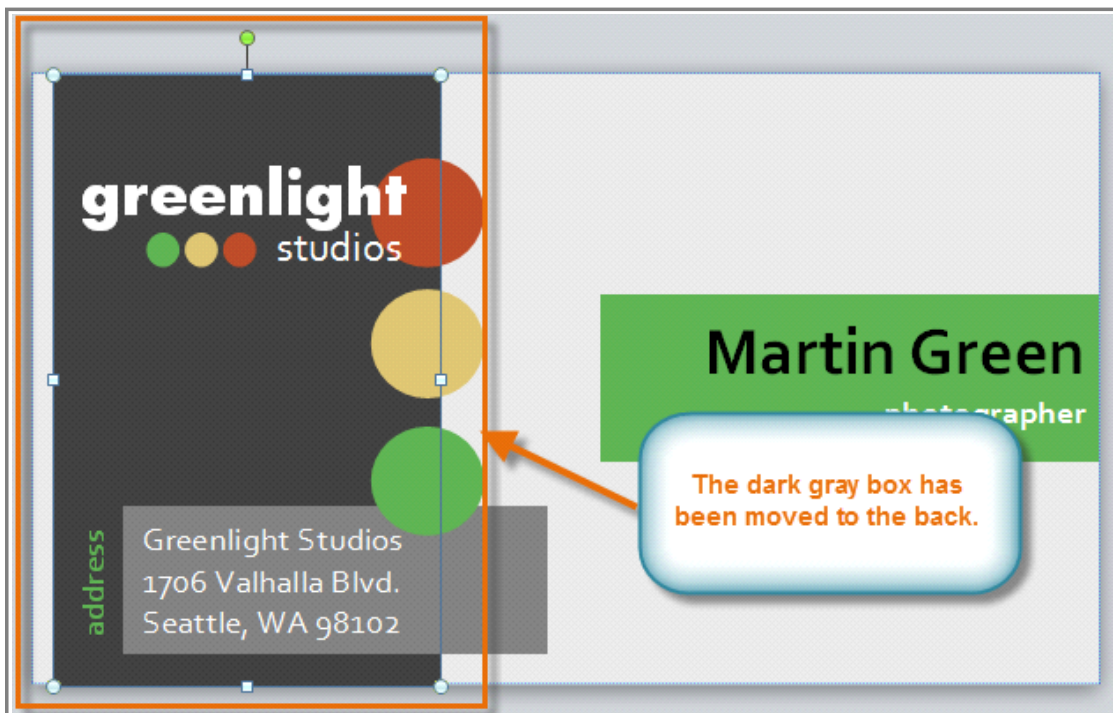 greenlight
studios
Martin Green
photographer
The dark gray box has
been moved to the back.
address
Greenlight Studios
1706 Valhalla Blvd.
Seattle, WA 98102